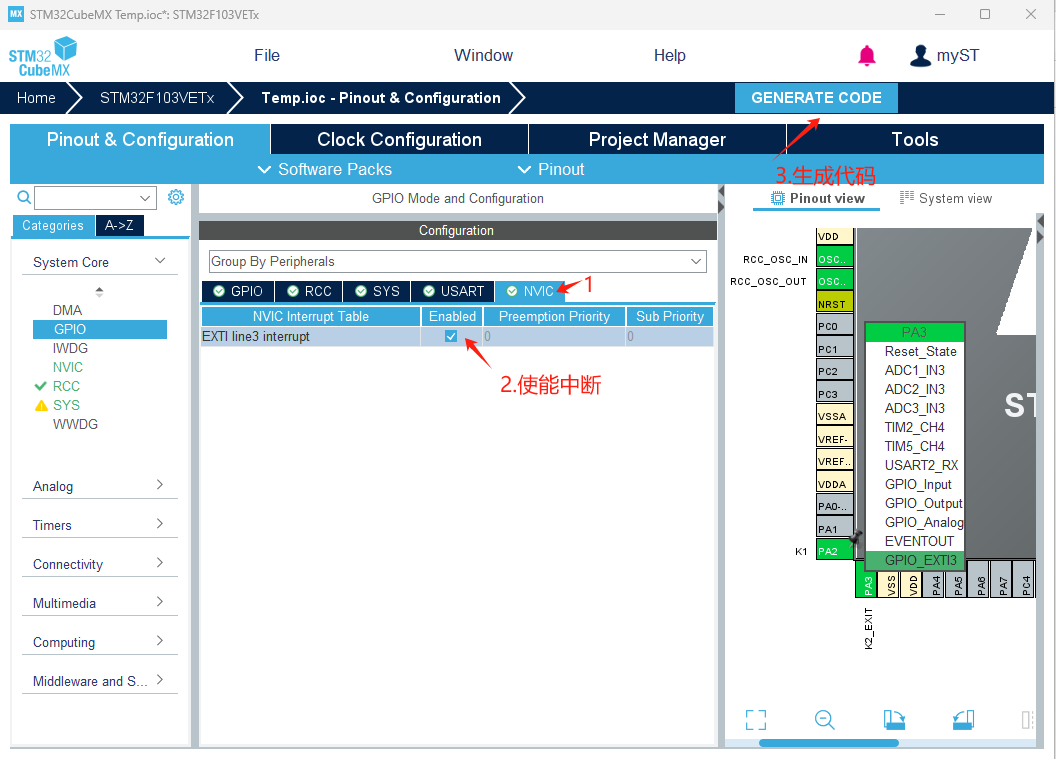 MX STM32CubeMX Temp.ioc*: STM32F103VETx
STM32
CubeMX
File Window Help myST
Home STM32F103VETx Temp.ioc - Pinout & Configuration GENERATE CODE
Pinout & Configuration Clock Configuration Project Manager Tools
Software Packs Pinout
3.生成代码
GPIO Mode and Configuration
Pinout view System view
Categories A->Z
Configuration
System Core
Group By Peripherals
GPIO RCC SYS USART NVIC
1
NVIC Interrupt Table Enabled Preemption Priority Sub Priority
EXTI line3 interrupt 0 0
2.使能中断
DMA
GPIO
IWDG
NVIC
RCC
SYS
WWDG
Analog
Timers
Connectivity
Multimedia
Computing
Middleware and S...
VDD
RCC_OSC_IN OSC..
RCC_OSC_OUT OSC..
NRST
PC0
PC1
PC2
PC3
VSSA
VREF-
VREF..
VDDA
PA0-..
PA1
K1 PA2
PA3
Reset_State
ADC1_IN3
ADC2_IN3
ADC3_IN3
TIM2_CH4
TIM5_CH4
USART2_RX
GPIO_Input
GPIO_Output
GPIO_Analog
EVENTOUT
GPIO_EXTI3
ST
PA3 VSS VDD PA4 PA5 PA6 PA7 PC4
K2_EXIT